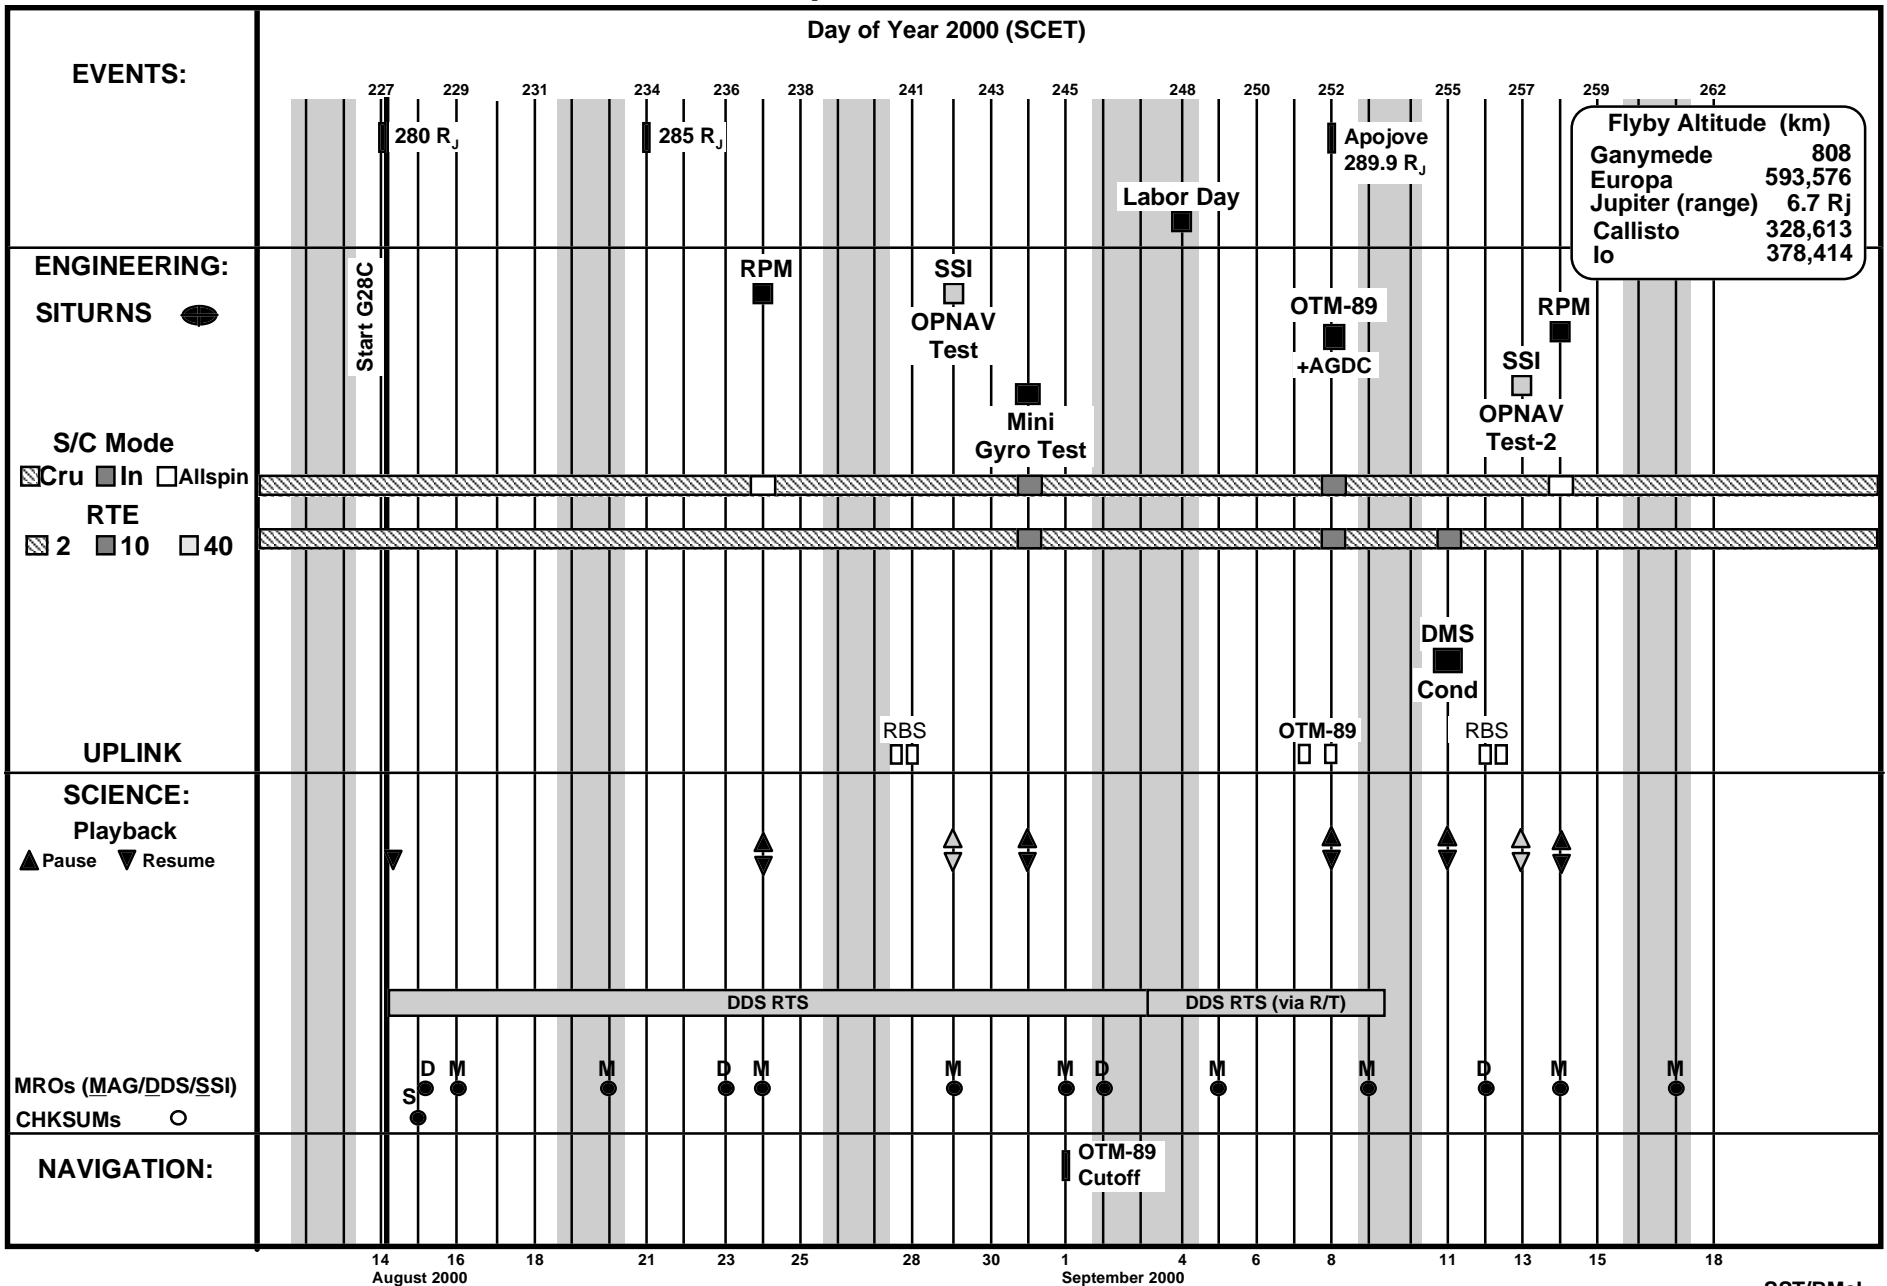 Day of Year 2000 (SCET)
EVENTS:
227 229 231 234 236 238 241 243 245 248 250 252 255 257 259 262
280 RJ
285 RJ
Apojove
289.9 RJ
Labor Day
Flyby Altitude (km)
Ganymede 808
Europa 593,576
Jupiter (range) 6.7 Rj
Callisto 328,613
Io 378,414
ENGINEERING:
SITURNS
Start G28C
RPM
SSI
OPNAV
Test
Mini
Gyro Test
OTM-89
+AGDC
RPM
SSI
OPNAV
Test-2
S/C Mode
Cru In Allspin
RTE
2 10 40
DMS
Cond
UPLINK
RBS
OTM-89
RBS
SCIENCE:
Playback
Pause Resume
DDS RTS
DDS RTS (via R/T)
MROs (MAG/DDS/SSI)
S D M M D M M M D M M D M M
CHKSUMs
NAVIGATION:
OTM-89
Cutoff
14 16 18 21 23 25 28 30 1 4 6 8 11 13 15 18
August 2000
September 2000